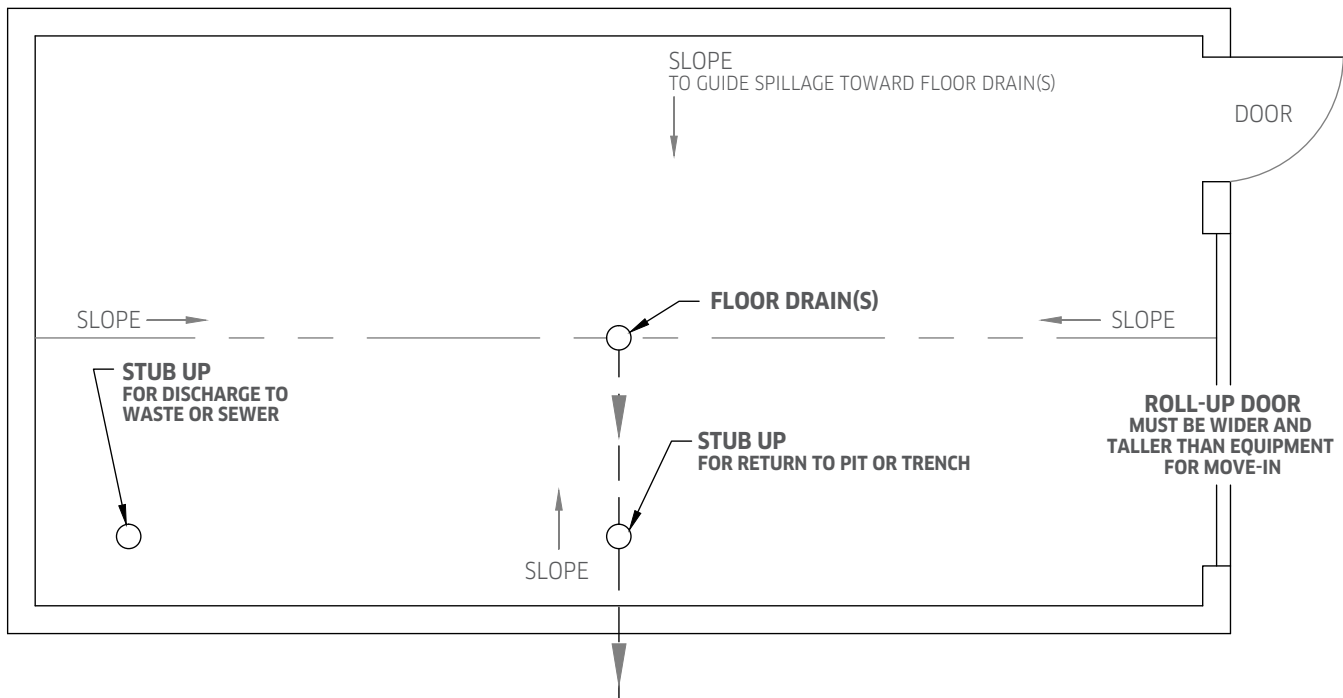 SLOPE
TO GUIDE SPILLAGE TOWARD FLOOR DRAIN(S)
DOOR
FLOOR DRAIN(S)
SLOPE
SLOPE
STUB UP
FOR DISCHARGE TO
WASTE OR SEWER
ROLL-UP DOOR
MUST BE WIDER AND
TALLER THAN EQUIPMENT
FOR MOVE-IN
STUB UP
FOR RETURN TO PIT OR TRENCH
SLOPE